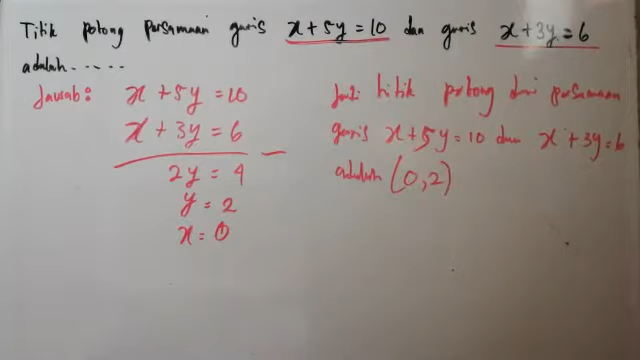 Titik potong persamaan garis x+5y=10 dan garis x+3y=6
adalah.....
Jawab:
x+5y=10
x+3y=6
2y=4
y=2
x=0
Jadi titik potong dari persamaan
garis x+5y=10 dan x+3y=6
adalah (0,2)